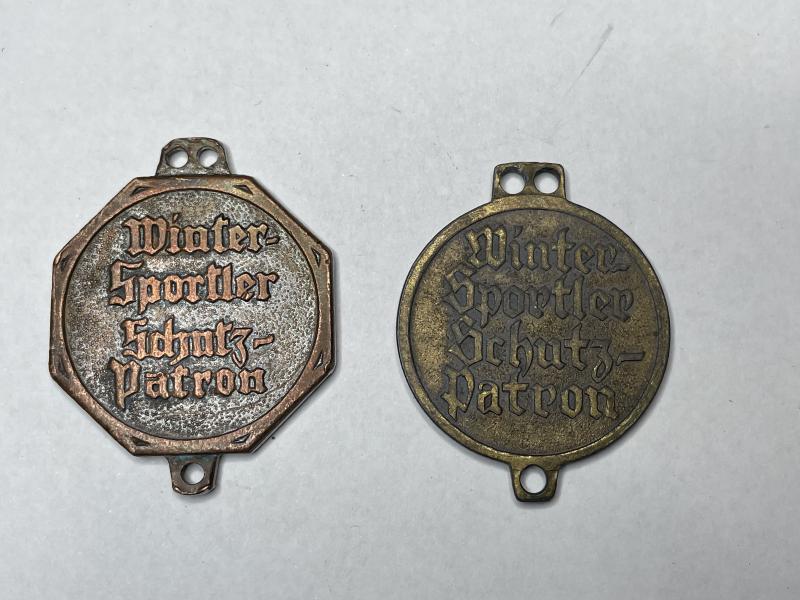 Winter-
Sportler
Schutz-
Patron
Winter-
Sportler
Schutz-
Patron